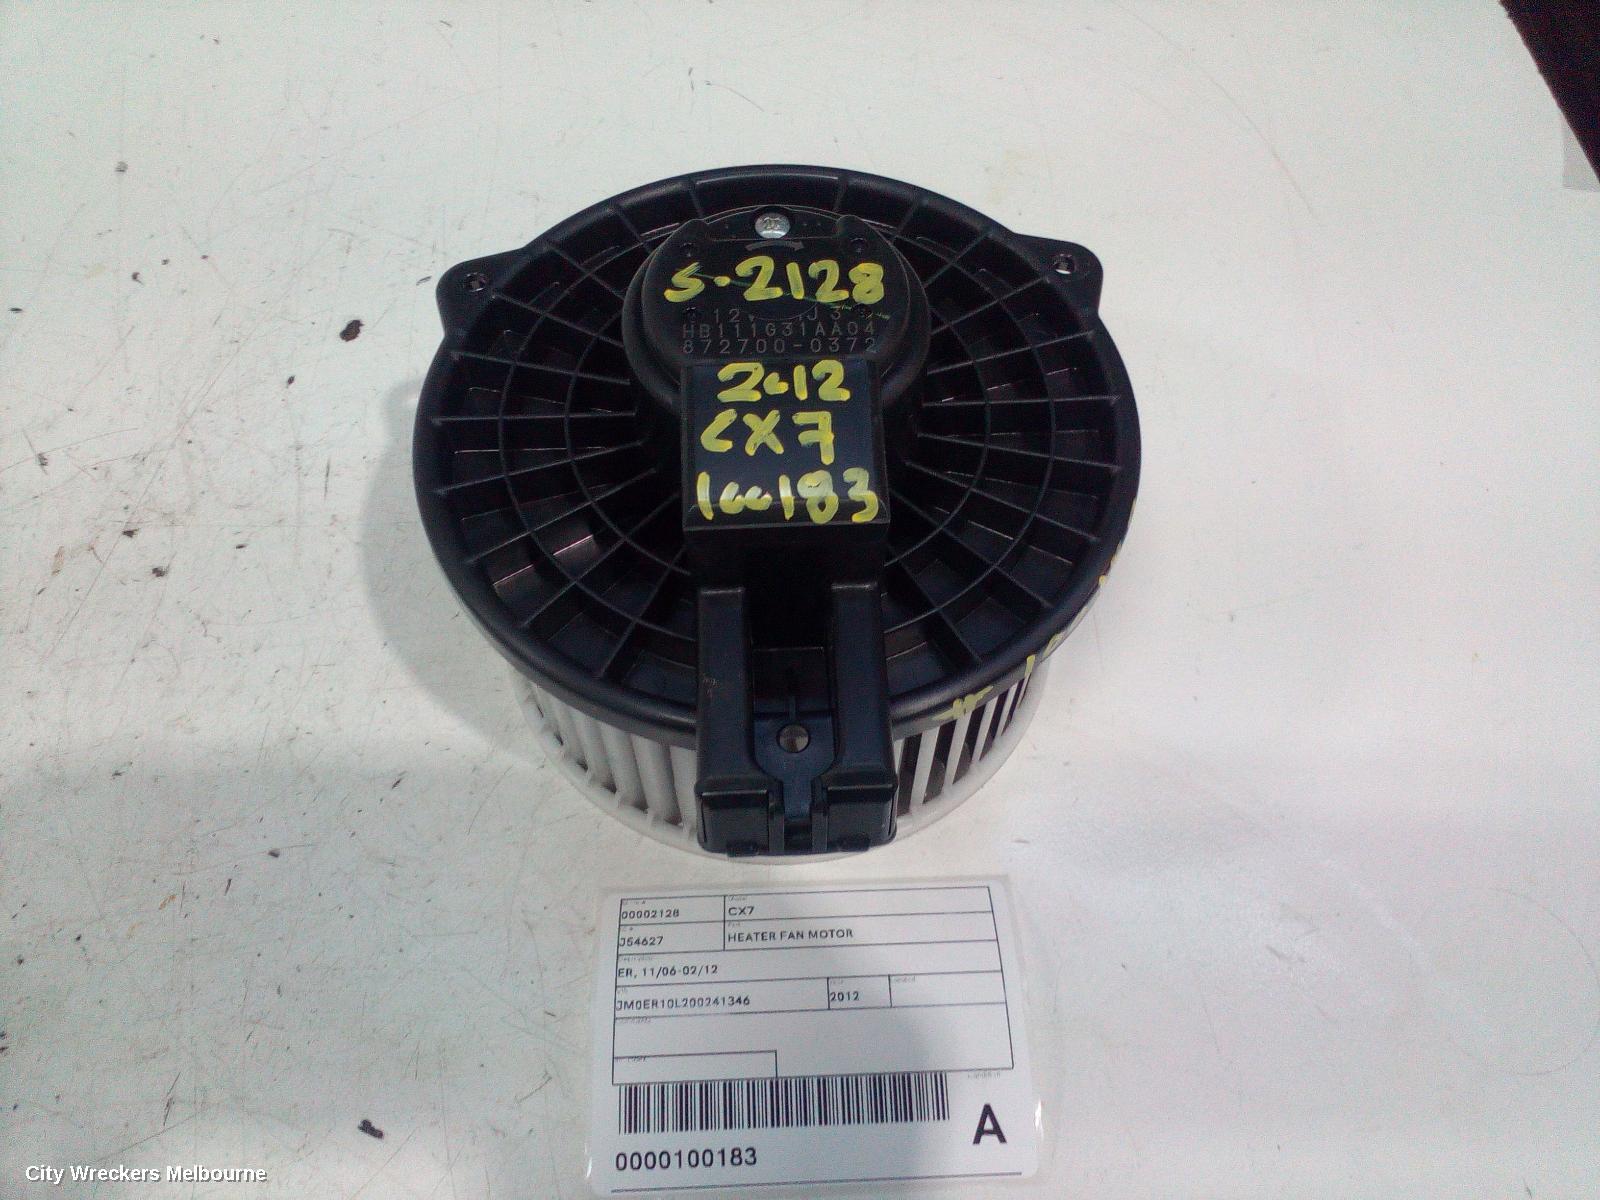 S-2128
HB111G31AA04
872700-0372
2012
CX7
100183
00002128
CX7
J54627
HEATER FAN MOTOR
ER, 11/06-02/12
JM0ER10L200241346
2012
A
0000100183
City Wreckers Melbourne